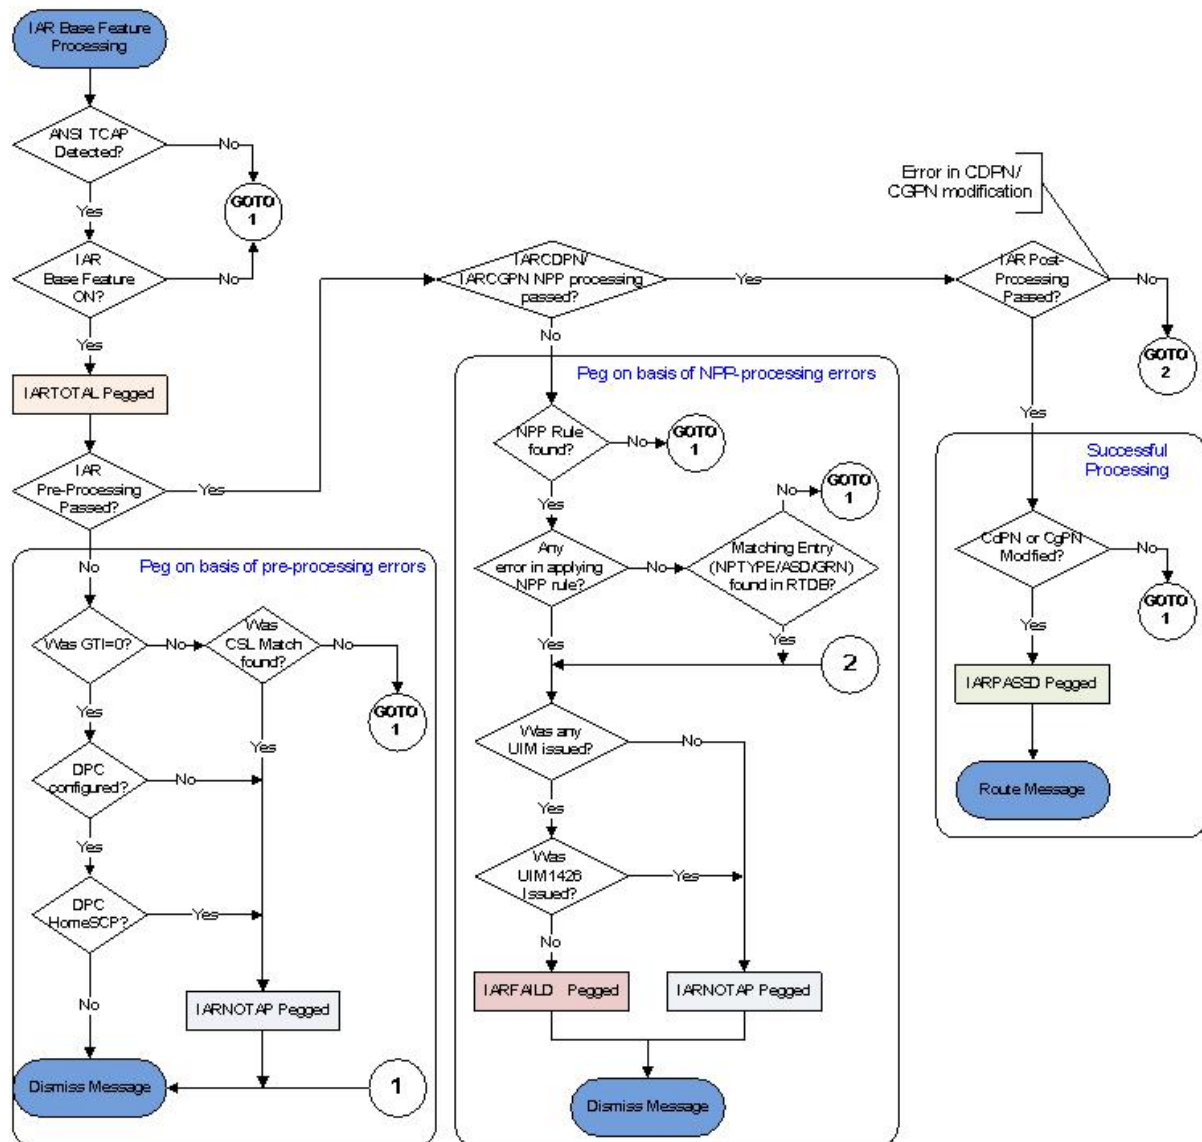 IAR Base Feature
Processing
ANSI TCAP
Detected?
No
GOTO
1
Yes
IAR
Base Feature
ON?
No
Yes
IARTOTAL Pegged
IAR
Pre-Processing
Passed?
Yes
No
IARCDPN/
IARCGPN NPP processing
passed?
Yes
No
Error in CDPN/
CGPN modification
IAR Post-
Processing
Passed?
No
GOTO
2
Yes
Peg on basis of pre-processing errors
Was GTI=0?
No
Was
CSL Match
found?
No
GOTO
1
Yes
Yes
DPC
configured?
No
Yes
DPC
HomeSCP?
Yes
No
IARNOTAP Pegged
Dismiss Message
1
Peg on basis of NPP-processing errors
NPP Rule
found?
No
GOTO
1
Yes
No
GOTO
1
Any
error in applying
NPP rule?
No
Matching Entry
(NPTYPE/ASD/GRN)
found in RTDB?
Yes
Yes
2
Was any
UIM issued?
No
Yes
Was
UIM1426
Issued?
Yes
No
IARFAILD Pegged
IARNOTAP Pegged
Dismiss Message
Successful
Processing
CdPN or CgPN
Modfied?
No
GOTO
1
Yes
IARPASSED Pegged
Route Message